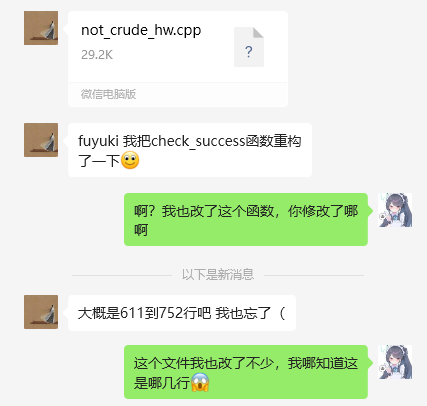 not_crude_hw.cpp
29.2K
?
微信电脑版
fuyuki 我把check_success函数重构
了一下
啊？我也改了这个函数，你修改了哪
啊
以下是新消息
大概是611到752行吧 我也忘了（
这个文件我也改了不少，我哪知道这
是哪几行